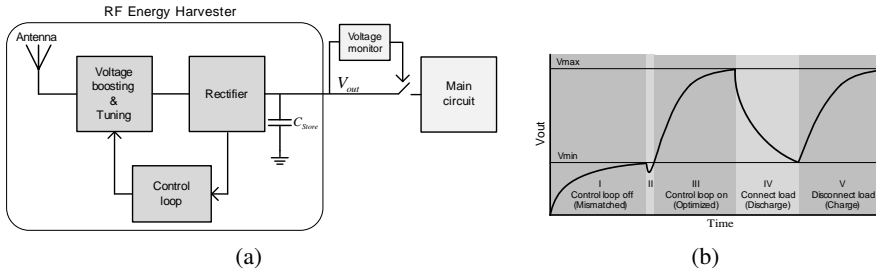 RF Energy Harvester
Antenna
Voltage
boosting
&
Tuning
Rectifier
Control
loop
Voltage
monitor
Vout
CStore
Main
circuit
(a)
Vout
Vmax
Vmin
I
Control loop off
(Mismatched)
II
III
Control loop on
(Optimized)
IV
Connect load
(Discharge)
V
Disconnect load
(Charge)
Time
(b)